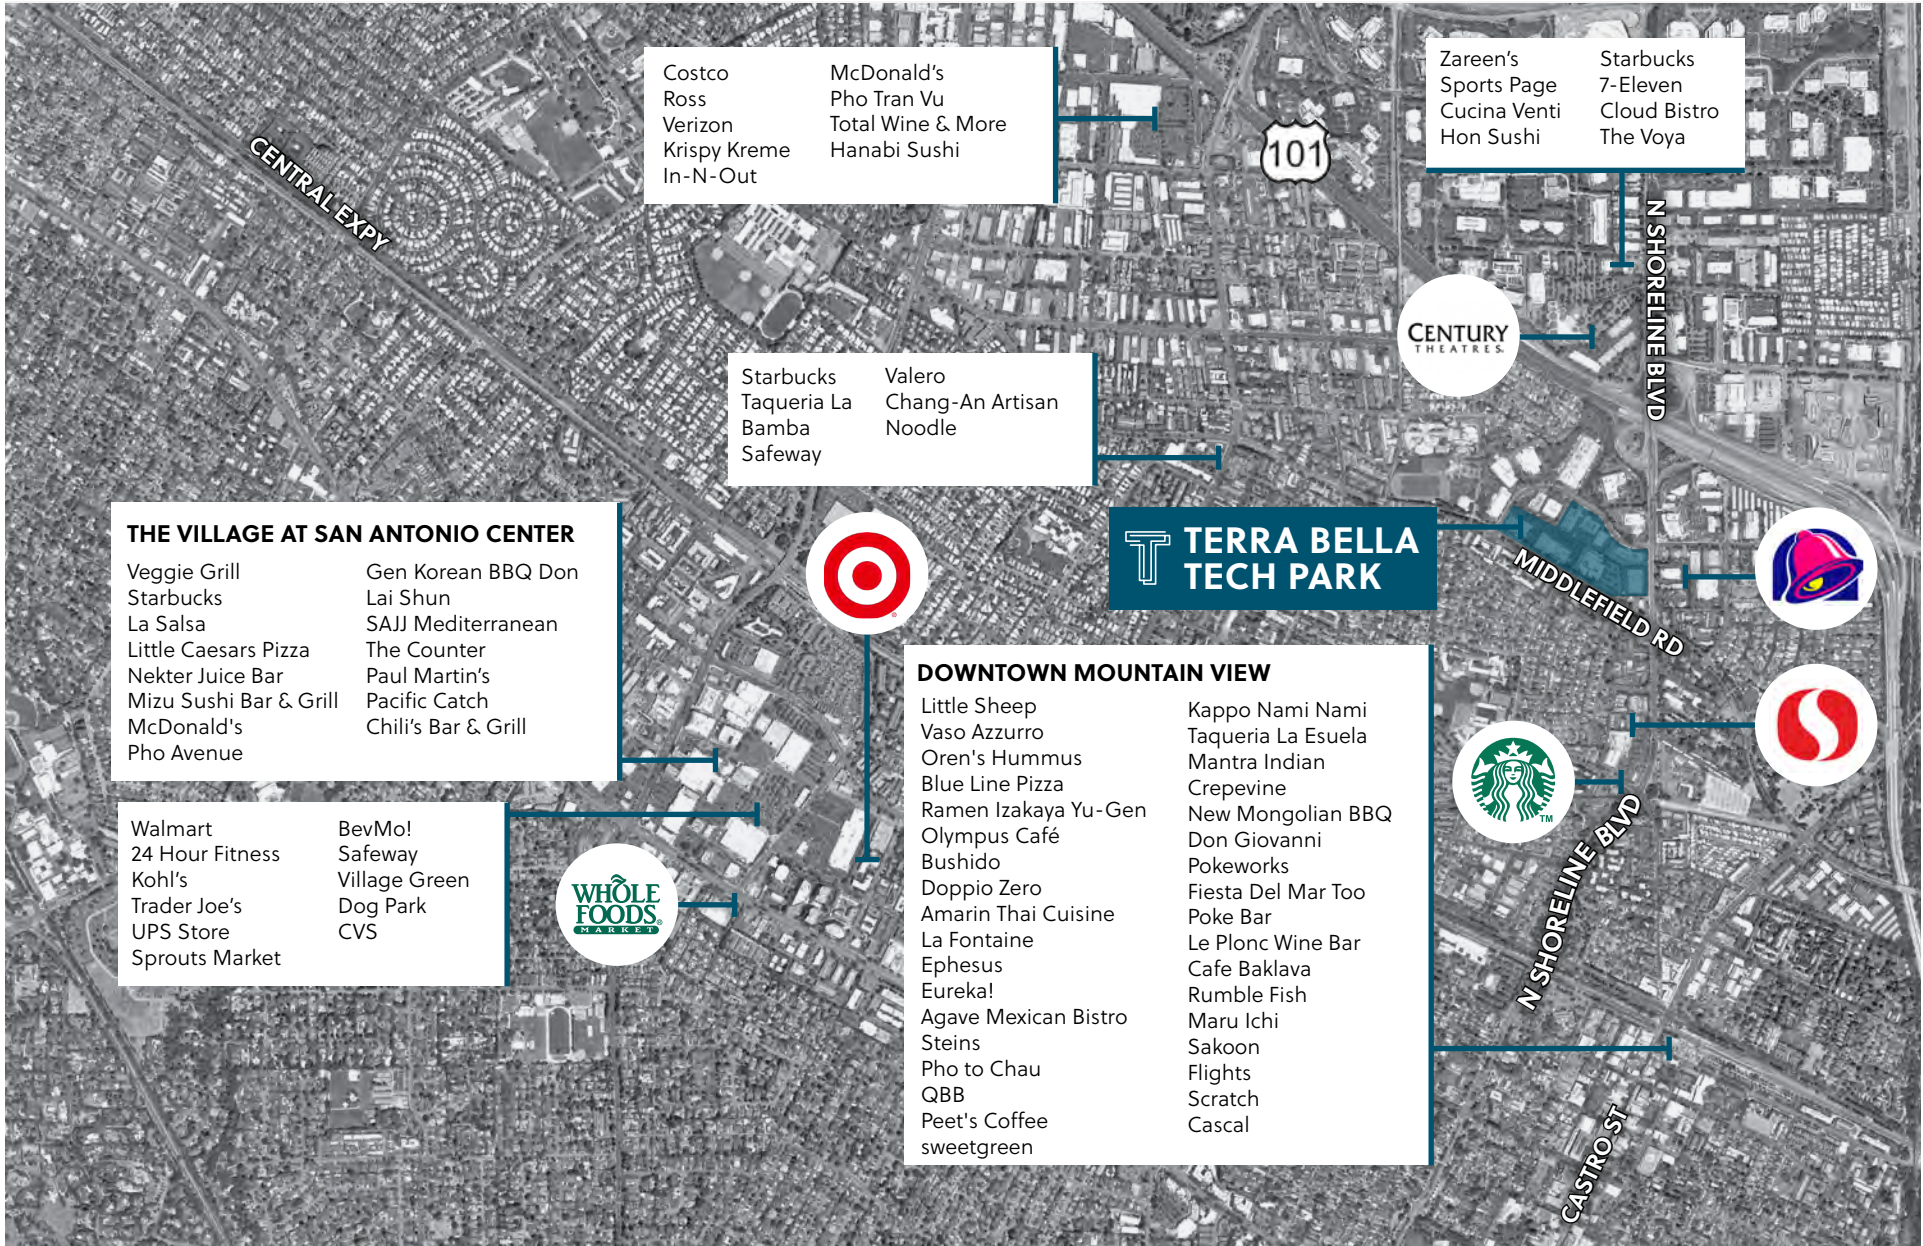 CENTRAL EXPY
Costco
Ross
Verizon
Krispy Kreme
In-N-Out
McDonald's
Pho Tran Vu
Total Wine & More
Hanabi Sushi
101
Zareen's
Sports Page
Cucina Venti
Hon Sushi
Starbucks
7-Eleven
Cloud Bistro
The Voya
N SHORELINE BLVD
CENTURY
THEATRES
Starbucks
Taqueria La
Bamba
Safeway
Valero
Chang-An Artisan
Noodle
THE VILLAGE AT SAN ANTONIO CENTER
Veggie Grill
Starbucks
La Salsa
Little Caesars Pizza
Nekter Juice Bar
Mizu Sushi Bar & Grill
McDonald's
Pho Avenue
Gen Korean BBQ Don
Lai Shun
SAJJ Mediterranean
The Counter
Paul Martin's
Pacific Catch
Chili's Bar & Grill
TERRA BELLA
TECH PARK
MIDDLEFIELD RD
DOWNTOWN MOUNTAIN VIEW
Little Sheep
Vaso Azzurro
Oren's Hummus
Blue Line Pizza
Ramen Izakaya Yu-Gen
Olympus Café
Bushido
Doppio Zero
Amarin Thai Cuisine
La Fontaine
Ephesus
Eureka!
Agave Mexican Bistro
Steins
Pho to Chau
QBB
Peet's Coffee
sweetgreen
Kappo Nami Nami
Taqueria La Esuela
Mantra Indian
Crepevine
New Mongolian BBQ
Don Giovanni
Pokeworks
Fiesta Del Mar Too
Poke Bar
Le Plonc Wine Bar
Cafe Baklava
Rumble Fish
Maru Ichi
Sakoon
Flights
Scratch
Cascal
Walmart
24 Hour Fitness
Kohl's
Trader Joe's
UPS Store
Sprouts Market
BevMo!
Safeway
Village Green
Dog Park
CVS
WHOLE
FOODS®
MARKET
TM
N SHORELINE BLVD
CASTRO ST